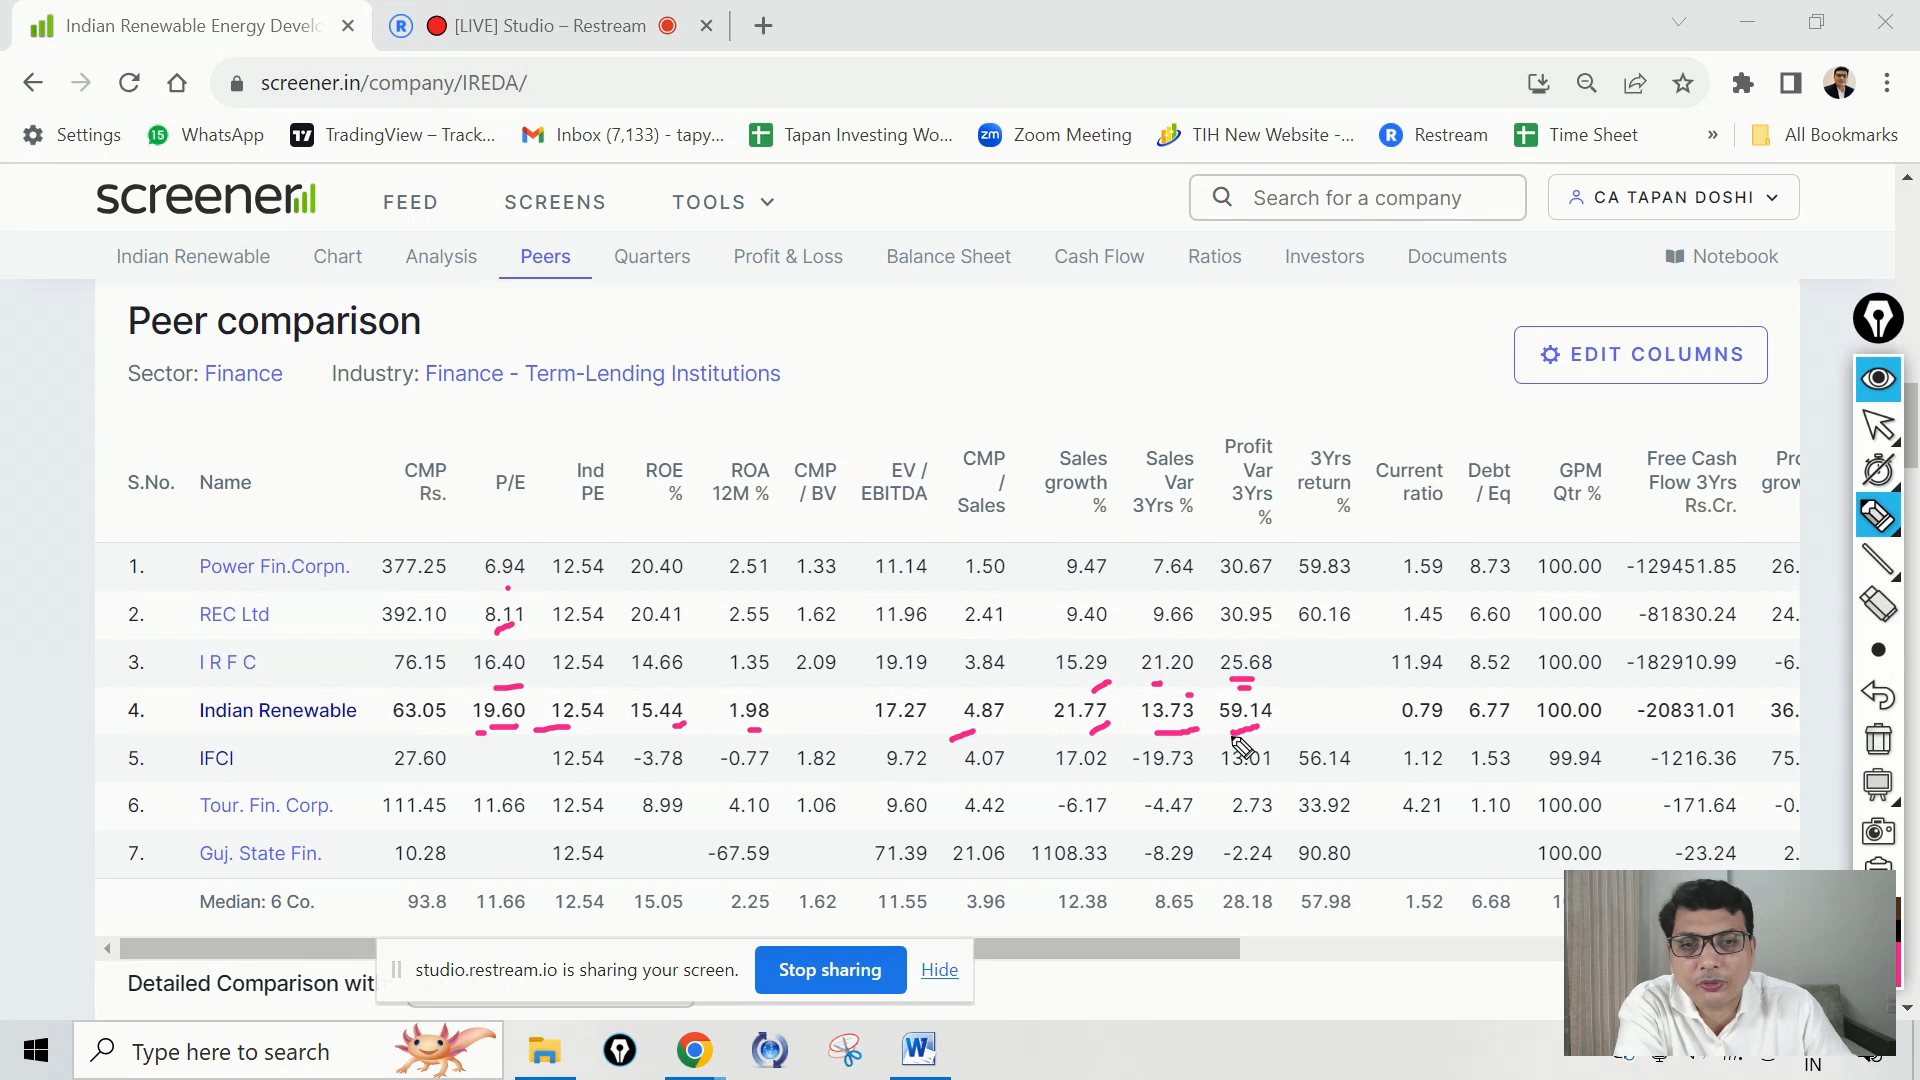 Indian Renewable Energy Develo
[LIVE] Studio – Restream
screener.in/company/IREDA/
Settings 15 WhatsApp TradingView – Track... Inbox (7,133) - tapy... Tapan Investing Wo... zm Zoom Meeting TIH New Website -... R Restream Time Sheet » All Bookmarks
screener FEED SCREENS TOOLS Search for a company CA TAPAN DOSHI
Indian Renewable Chart Analysis Peers Quarters Profit & Loss Balance Sheet Cash Flow Ratios Investors Documents Notebook
Peer comparison
EDIT COLUMNS
Sector: Finance Industry: Finance - Term-Lending Institutions
S.No. Name CMP Rs. P/E Ind PE ROE % ROA 12M % CMP / BV EV / EBITDA CMP / Sales Sales growth % Sales Var 3Yrs % Profit Var 3Yrs % 3Yrs return % Current ratio Debt / Eq GPM Qtr % Free Cash Flow 3Yrs Rs.Cr.
1. Power Fin.Corpn. 377.25 6.94 12.54 20.40 2.51 1.33 11.14 1.50 9.47 7.64 30.67 59.83 1.59 8.73 100.00 -129451.85 26.
2. REC Ltd 392.10 8.11 12.54 20.41 2.55 1.62 11.96 2.41 9.40 9.66 30.95 60.16 1.45 6.60 100.00 -81830.24 24.
3. I R F C 76.15 16.40 12.54 14.66 1.35 2.09 19.19 3.84 15.29 21.20 25.68 11.94 8.52 100.00 -182910.99 -6.
4. Indian Renewable 63.05 19.60 12.54 15.44 1.98 17.27 4.87 21.77 13.73 59.14 0.79 6.77 100.00 -20831.01 36.
5. IFCI 27.60 12.54 -3.78 -0.77 1.82 9.72 4.07 17.02 -19.73 13.01 56.14 1.12 1.53 99.94 -1216.36 75.
6. Tour. Fin. Corp. 111.45 11.66 12.54 8.99 4.10 1.06 9.60 4.42 -6.17 -4.47 2.73 33.92 4.21 1.10 100.00 -171.64 -0.
7. Guj. State Fin. 10.28 12.54 -67.59 71.39 21.06 1108.33 -8.29 -2.24 90.80 100.00 -23.24 2.
Median: 6 Co. 93.8 11.66 12.54 15.05 2.25 1.62 11.55 3.96 12.38 8.65 28.18 57.98 1.52 6.68
Detailed Comparison wit
studio.restream.io is sharing your screen. Stop sharing Hide
Type here to search
IN